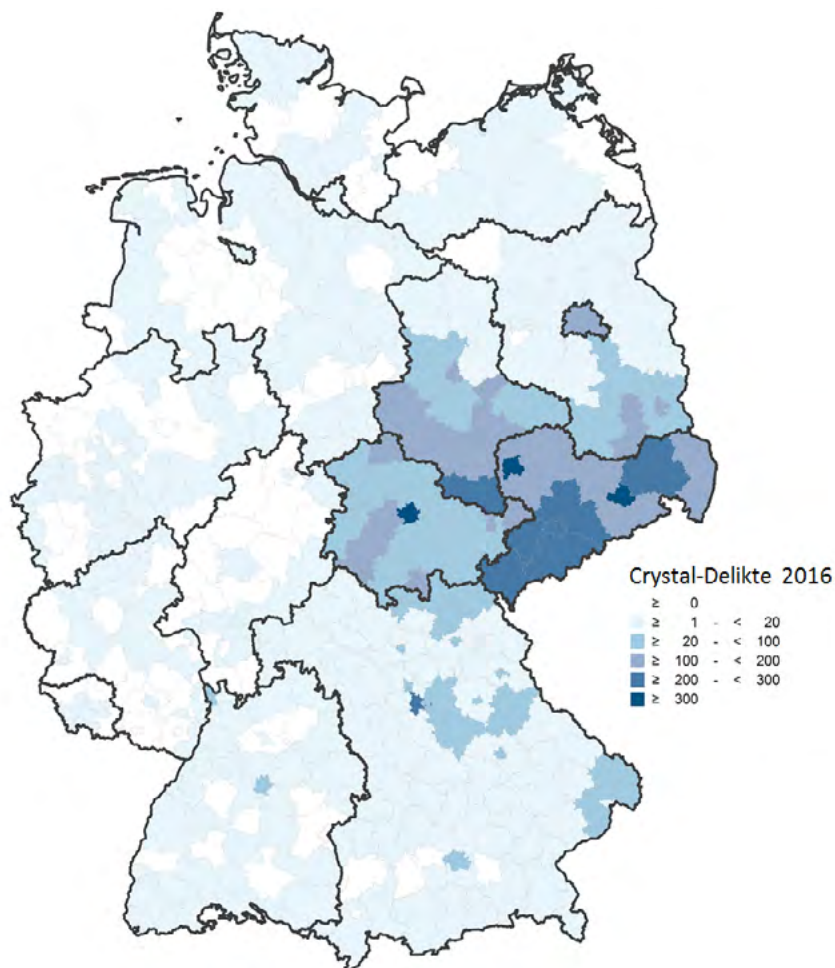 Crystal-Delikte 2016
≥ 0
≥ 1 - < 20
≥ 20 - < 100
≥ 100 - < 200
≥ 200 - < 300
≥ 300